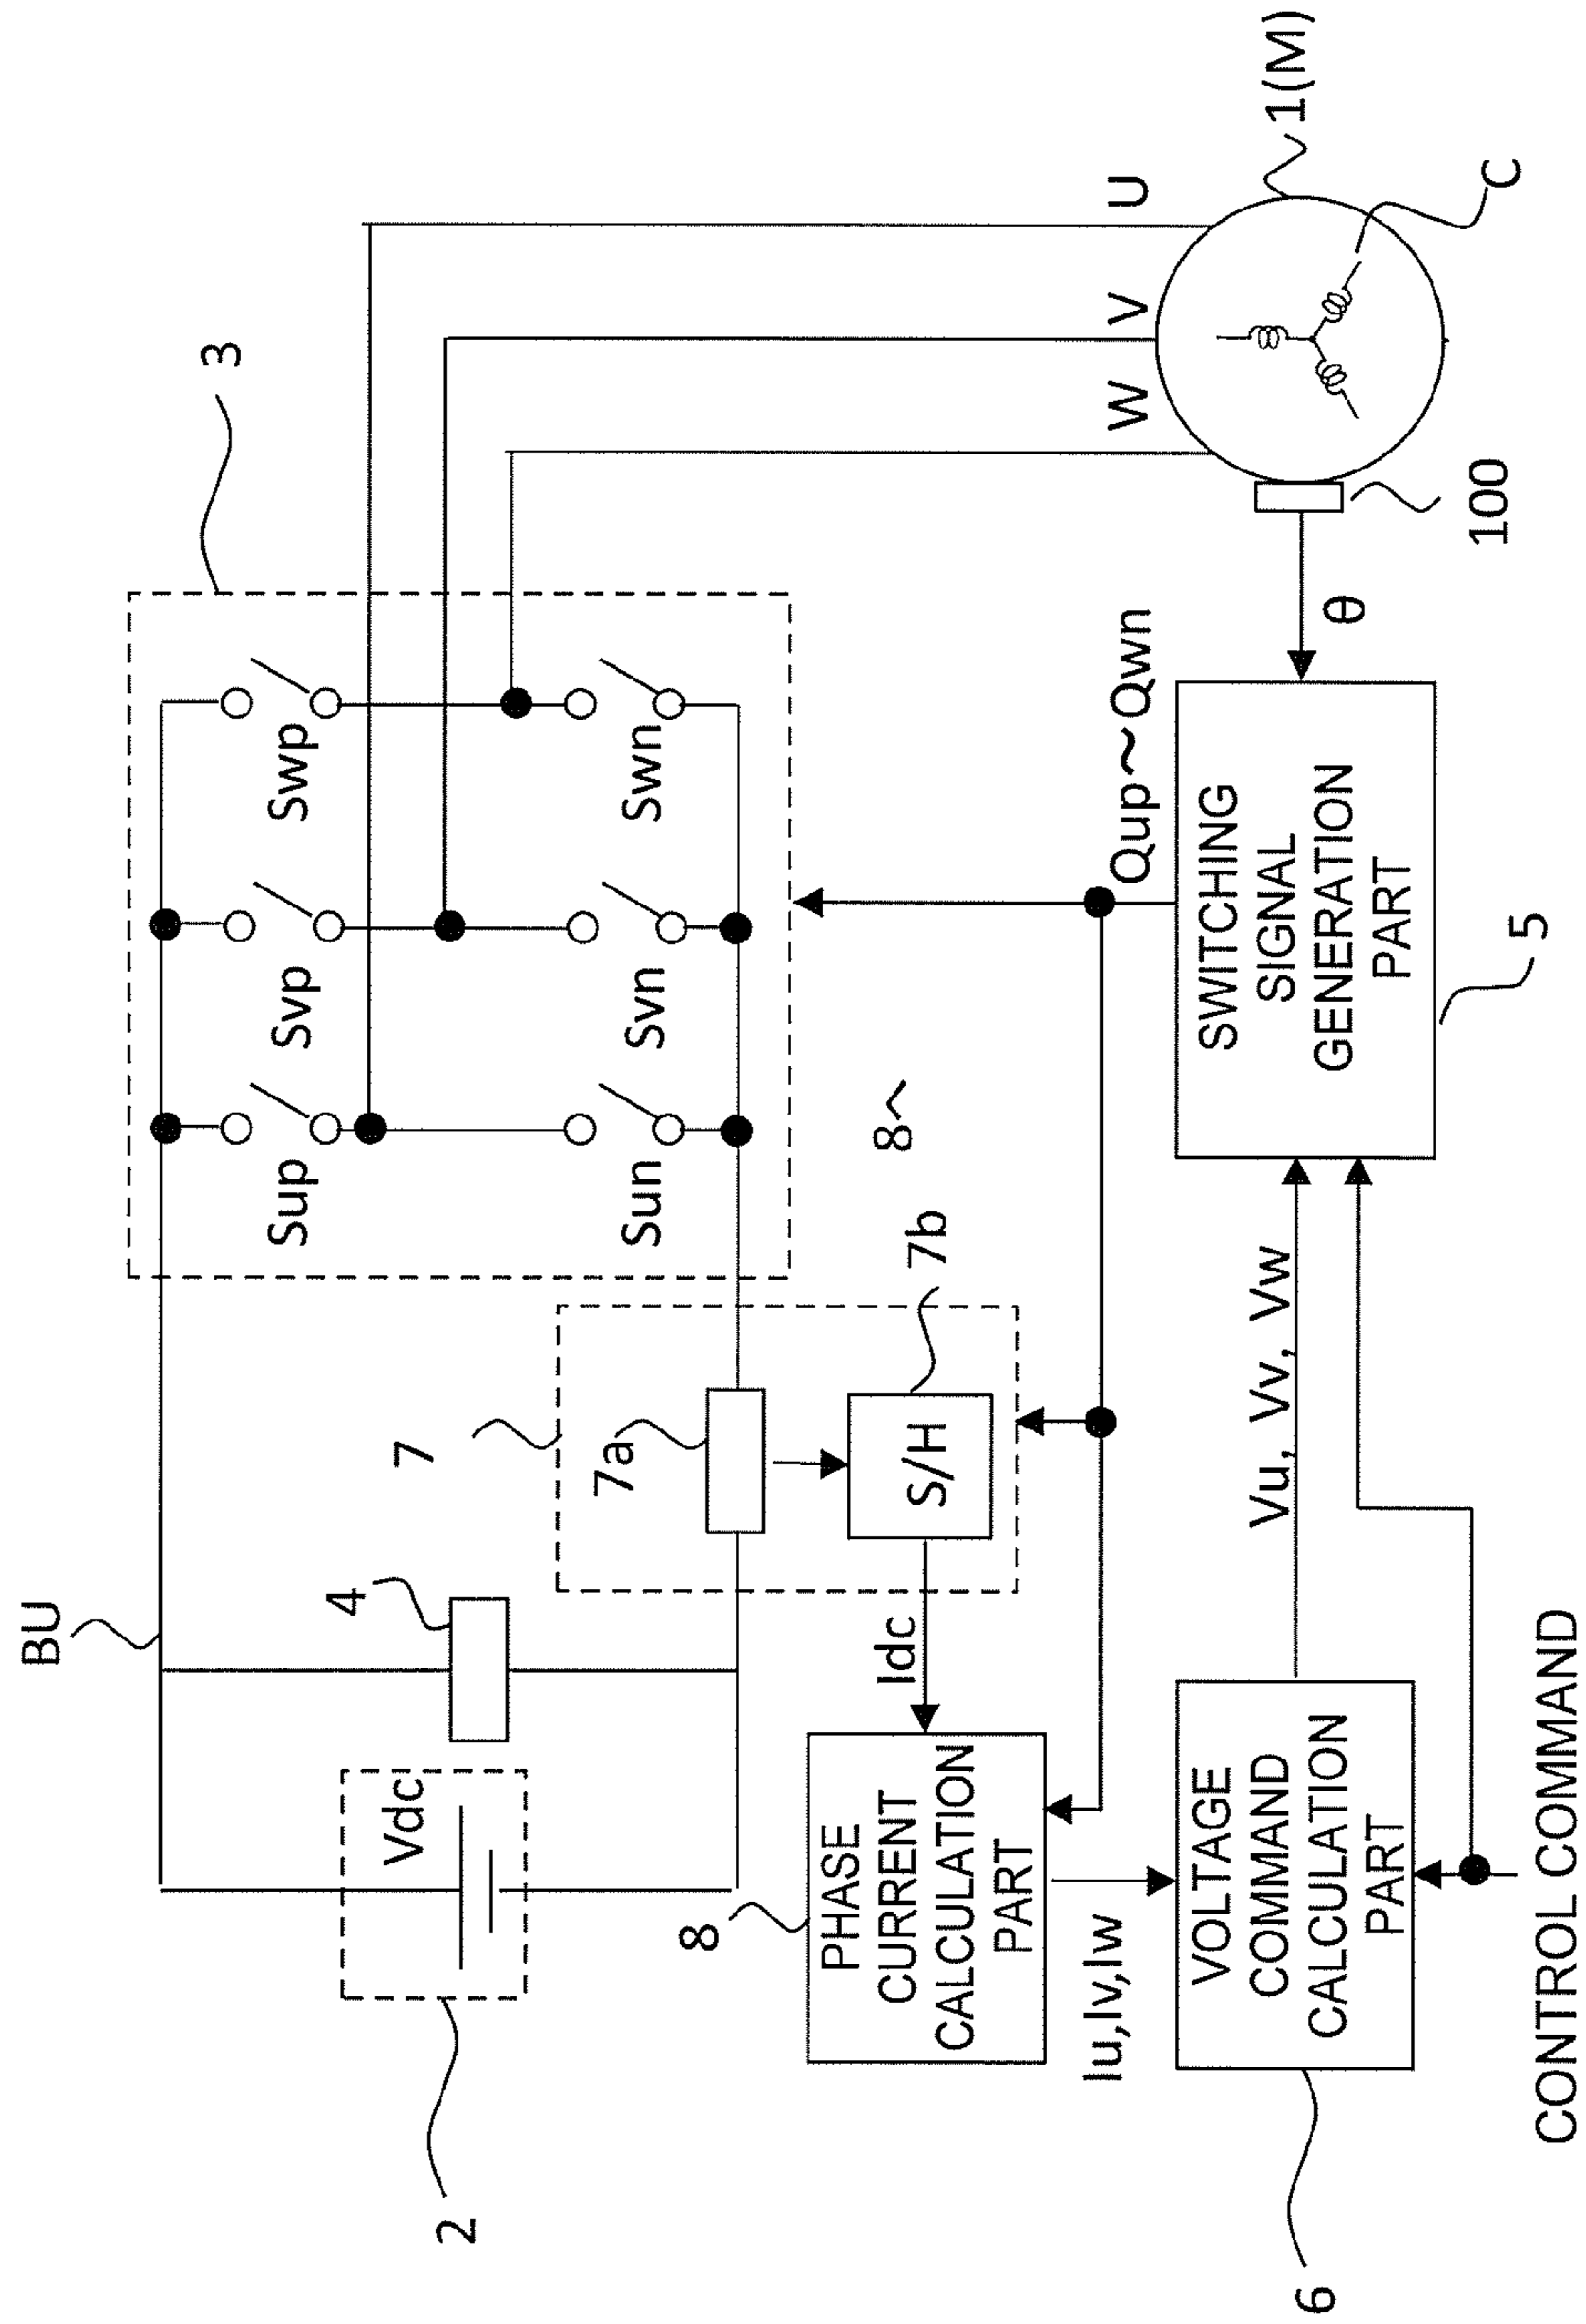 BU
3
2
Vdc
4
Sup
Svp
Swp
Sun
Svn
Swn
7
7a
7b
S/H
8
8
Idc
PHASE
CURRENT
CALCULATION
PART
Iu,Iv,Iw
Qup～Qwn
U
V
W
1(M)
C
100
θ
6
VOLTAGE
COMMAND
CALCULATION
PART
Vu, Vv, Vw
SWITCHING
SIGNAL
GENERATION
PART
5
CONTROL COMMAND